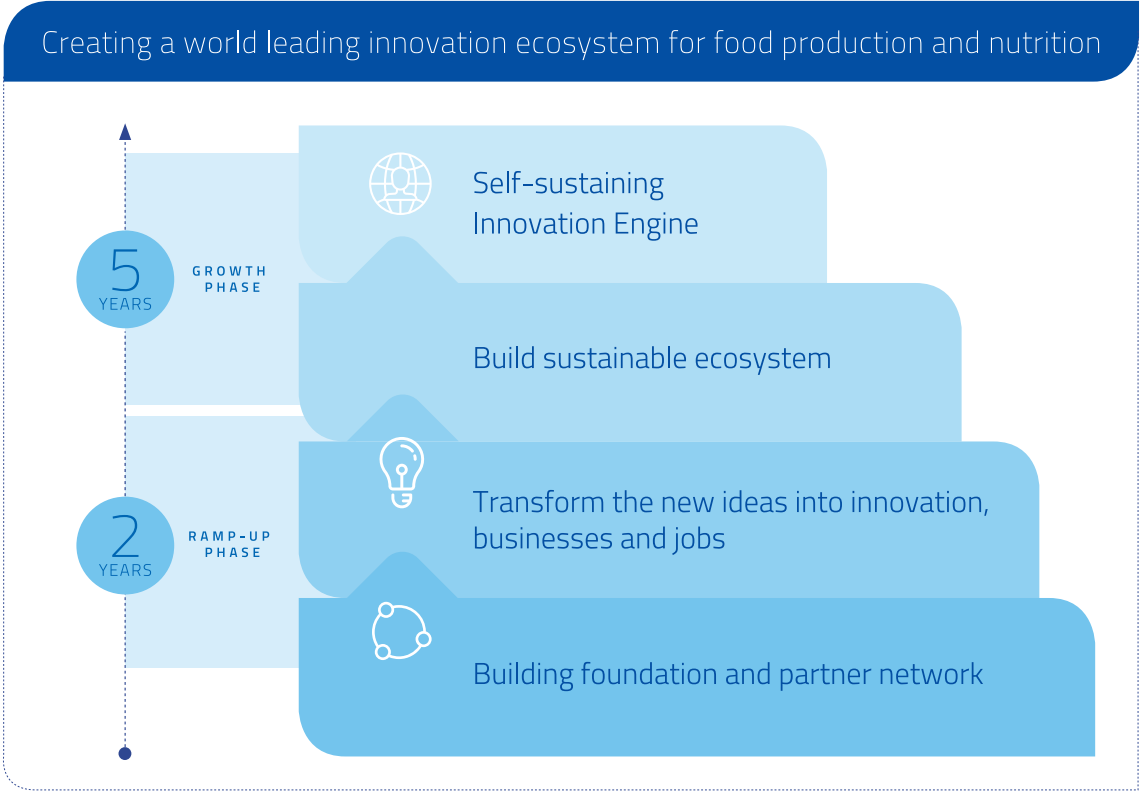 Creating a world leading innovation ecosystem for food production and nutrition
Self-sustaining
Innovation Engine
5
YEARS
GROWTH
PHASE
Build sustainable ecosystem
Transform the new ideas into innovation,
businesses and jobs
2
YEARS
RAMP-UP
PHASE
Building foundation and partner network